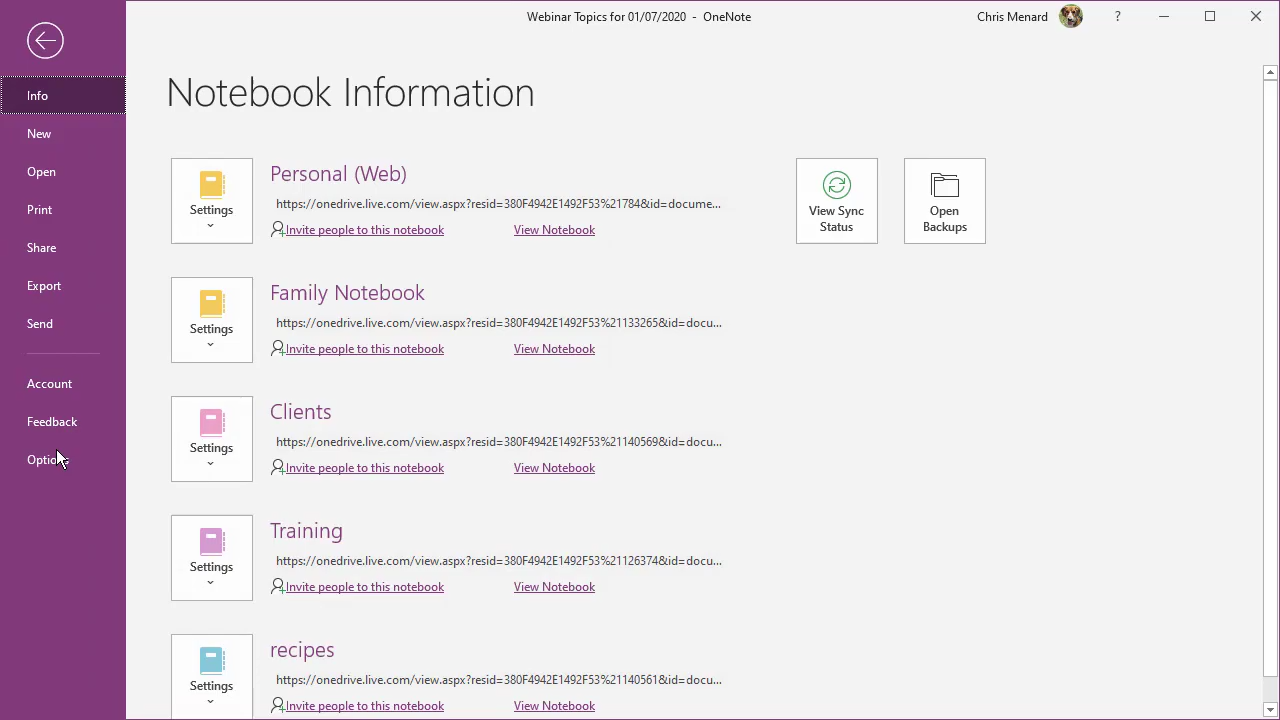 Webinar Topics for 01/07/2020 - OneNote
Chris Menard
?
Info
New
Open
Print
Share
Export
Send
Account
Feedback
Notebook Information
Settings
Personal (Web)
https://onedrive.live.com/view.aspx?resid=380F4942E1492F53%21784&id=docume...
Invite people to this notebook View Notebook
View Sync
Status
Open
Backups
Settings
Family Notebook
https://onedrive.live.com/view.aspx?resid=380F4942E1492F53%21133265&id=docu...
Invite people to this notebook View Notebook
Settings
Clients
https://onedrive.live.com/view.aspx?resid=380F4942E1492F53%21140569&id=docu...
Invite people to this notebook View Notebook
Settings
Training
https://onedrive.live.com/view.aspx?resid=380F4942E1492F53%21126374&id=docu...
Invite people to this notebook View Notebook
Settings
recipes
https://onedrive.live.com/view.aspx?resid=380F4942E1492F53%21140561&id=docu...
Invite people to this notebook View Notebook